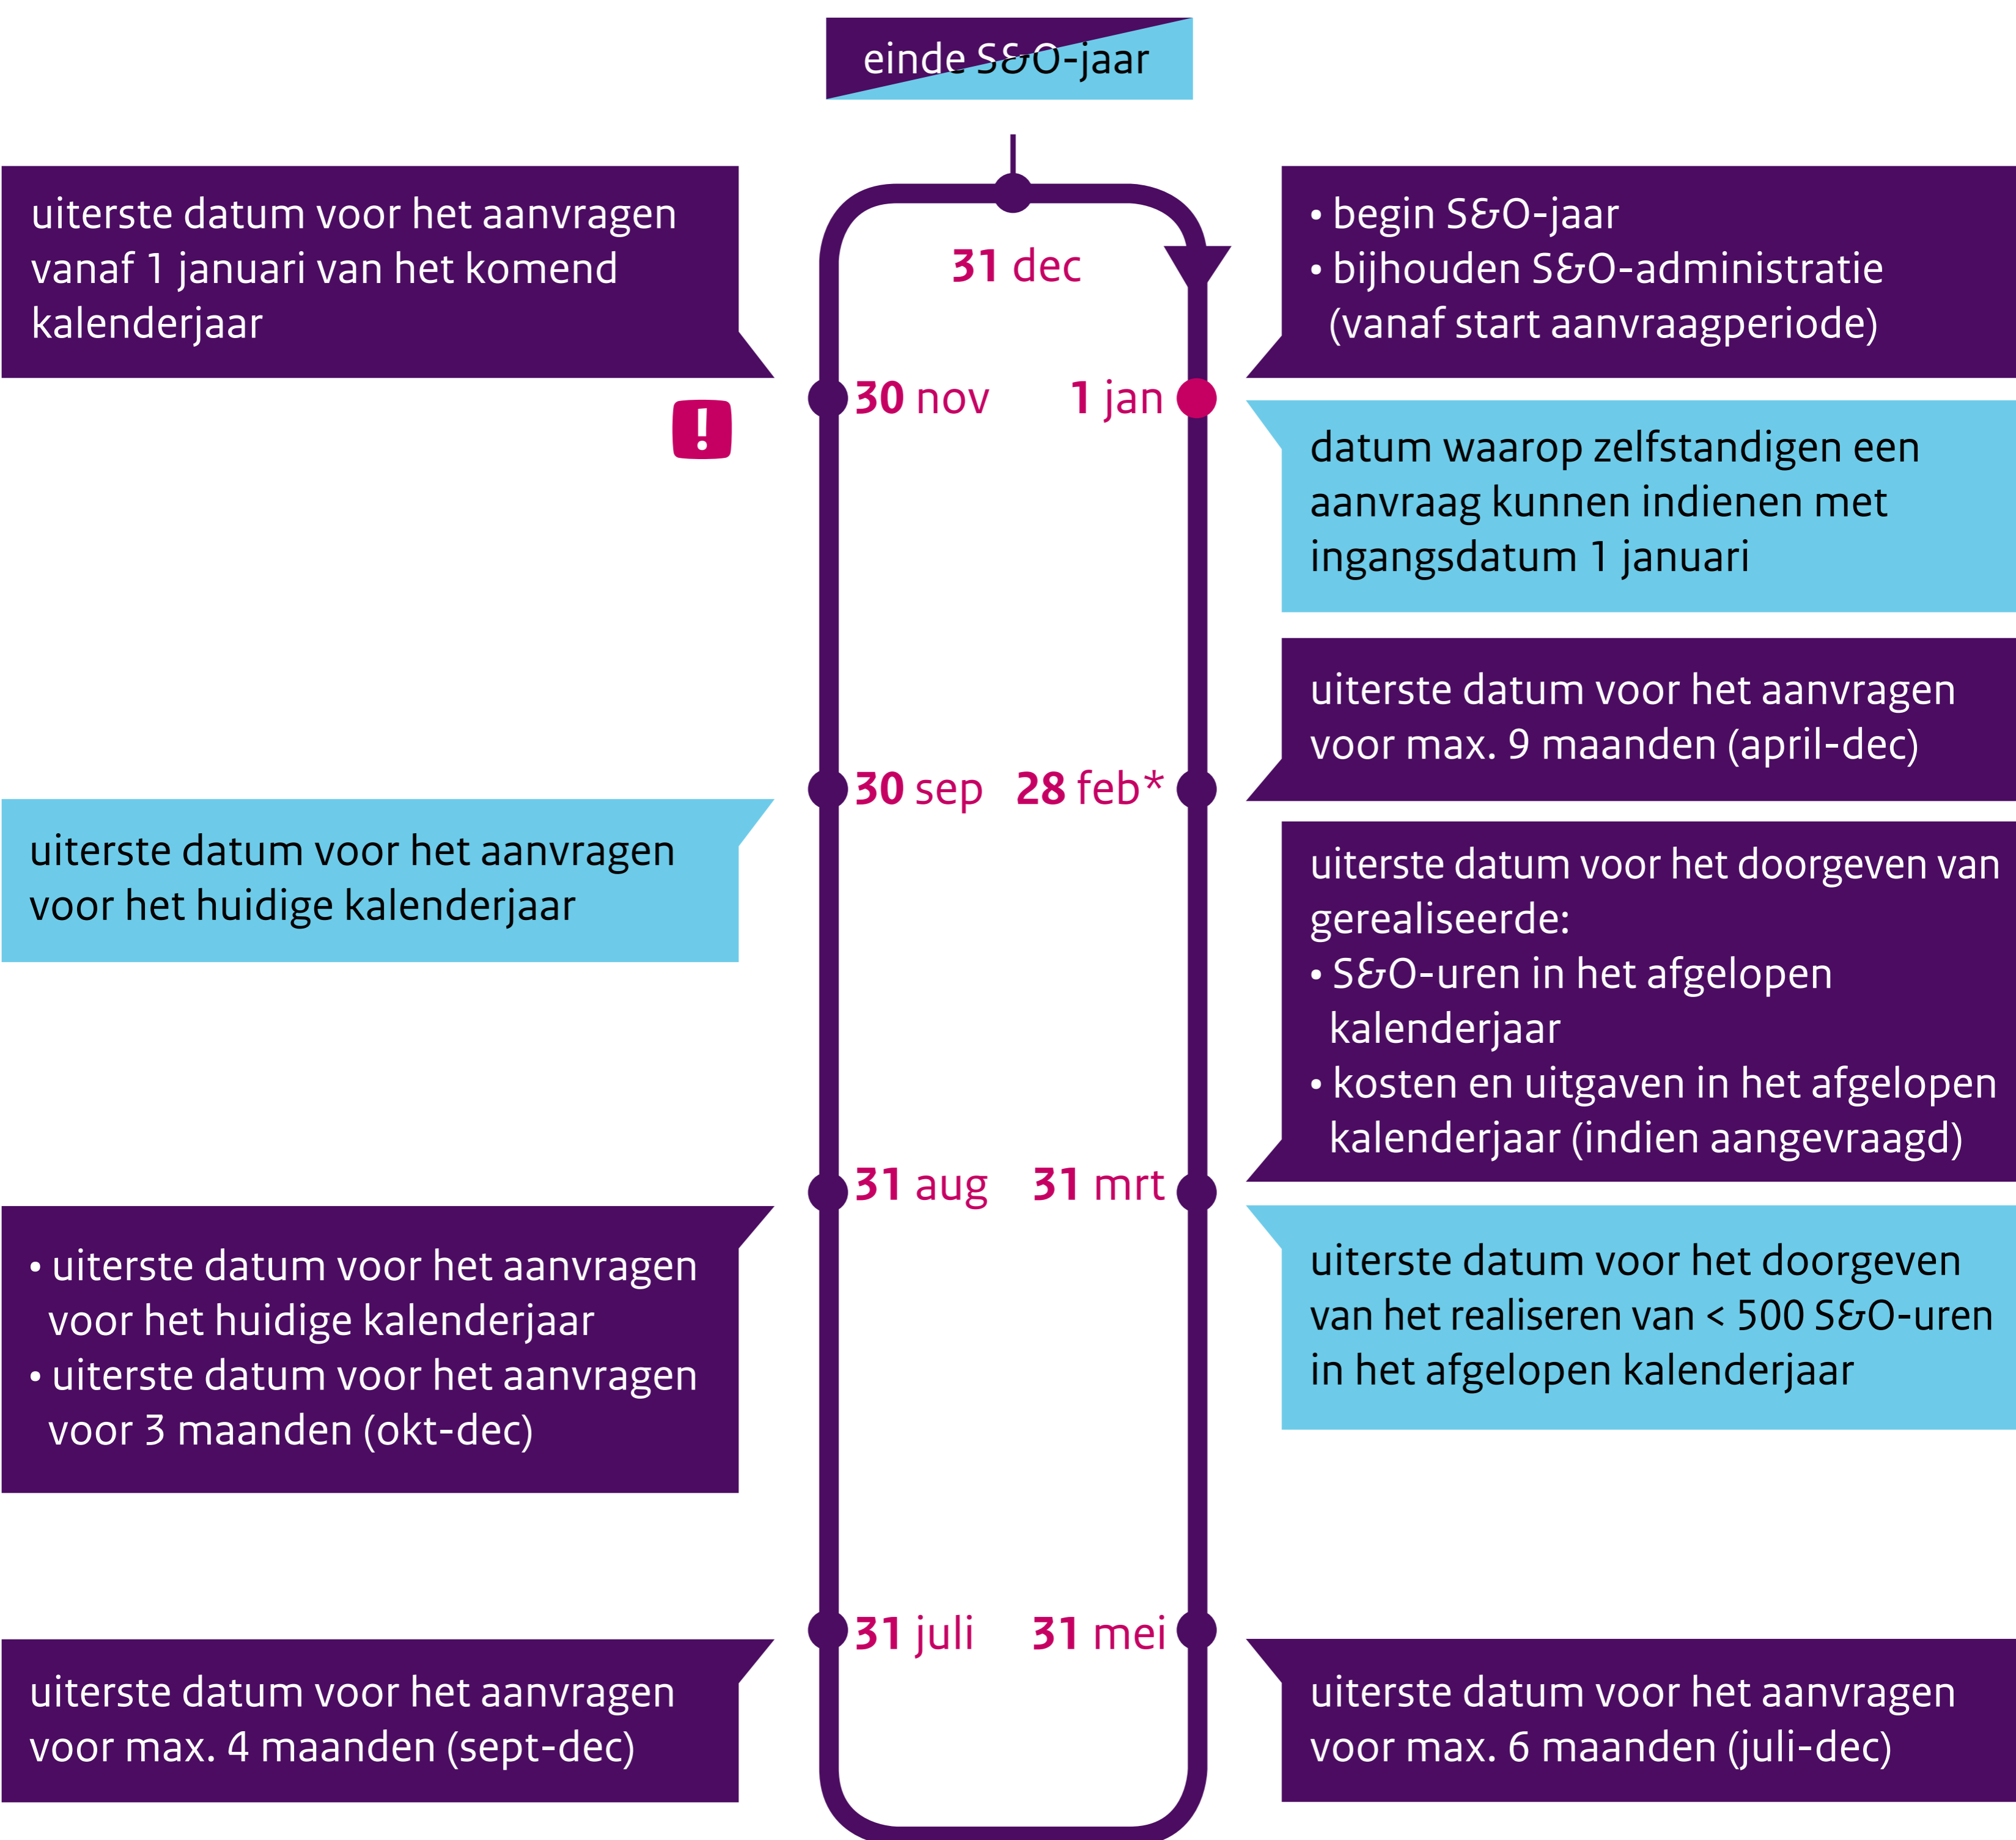 einde S&O-jaar
31 dec
• begin S&O-jaar
• bijhouden S&O-administratie
(vanaf start aanvraagperiode)
1 jan
datum waarop zelfstandigen een
aanvraag kunnen indienen met
ingangsdatum 1 januari
uiterste datum voor het aanvragen
voor max. 9 maanden (april-dec)
28 feb*
uiterste datum voor het doorgeven van
gerealiseerde:
• S&O-uren in het afgelopen
kalenderjaar
• kosten en uitgaven in het afgelopen
kalenderjaar (indien aangevraagd)
31 mrt
uiterste datum voor het doorgeven
van het realiseren van < 500 S&O-uren
in het afgelopen kalenderjaar
31 mei
uiterste datum voor het aanvragen
voor max. 6 maanden (juli-dec)
31 juli
uiterste datum voor het aanvragen
voor max. 4 maanden (sept-dec)
31 aug
• uiterste datum voor het aanvragen
voor het huidige kalenderjaar
• uiterste datum voor het aanvragen
voor 3 maanden (okt-dec)
30 sep
uiterste datum voor het aanvragen
voor het huidige kalenderjaar
30 nov
uiterste datum voor het aanvragen
vanaf 1 januari van het komend
kalenderjaar
!